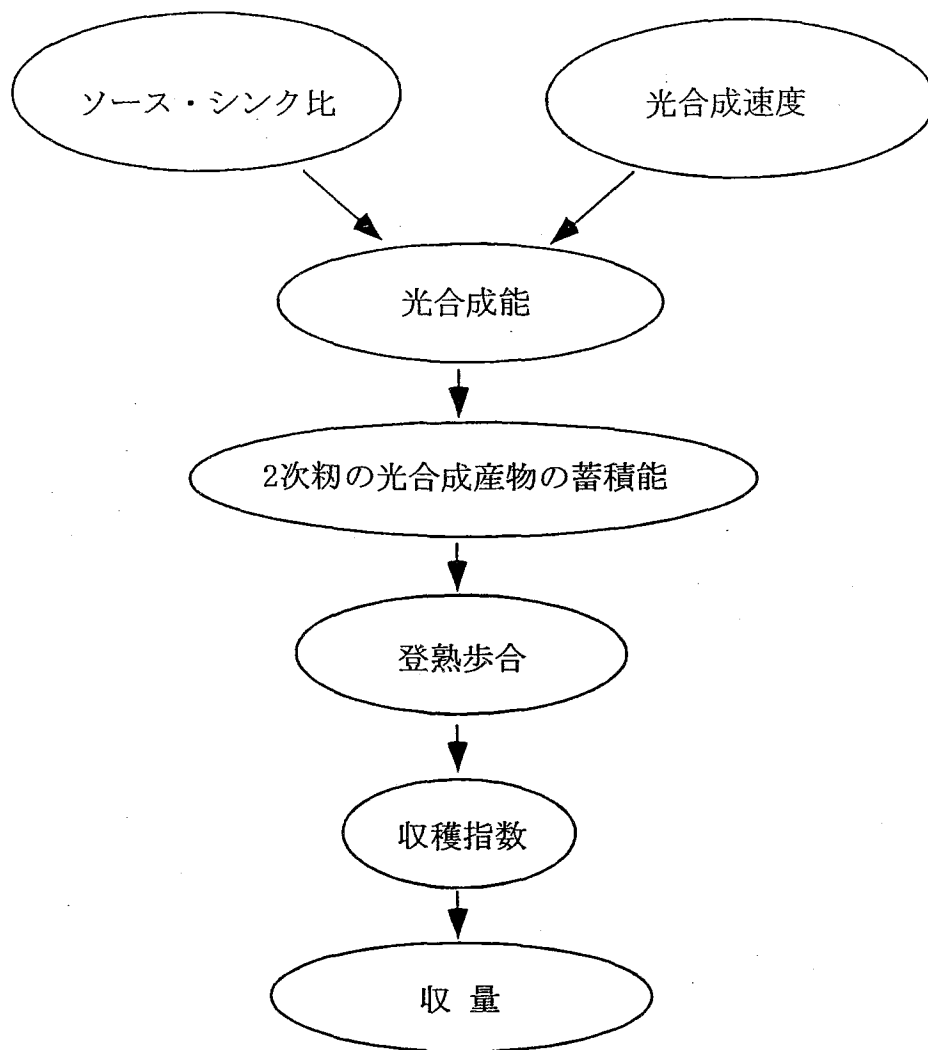 ソース・シンク比
光合成速度
光合成能
2次籾の光合成産物の蓄積能
登熟歩合
収穫指数
収 量